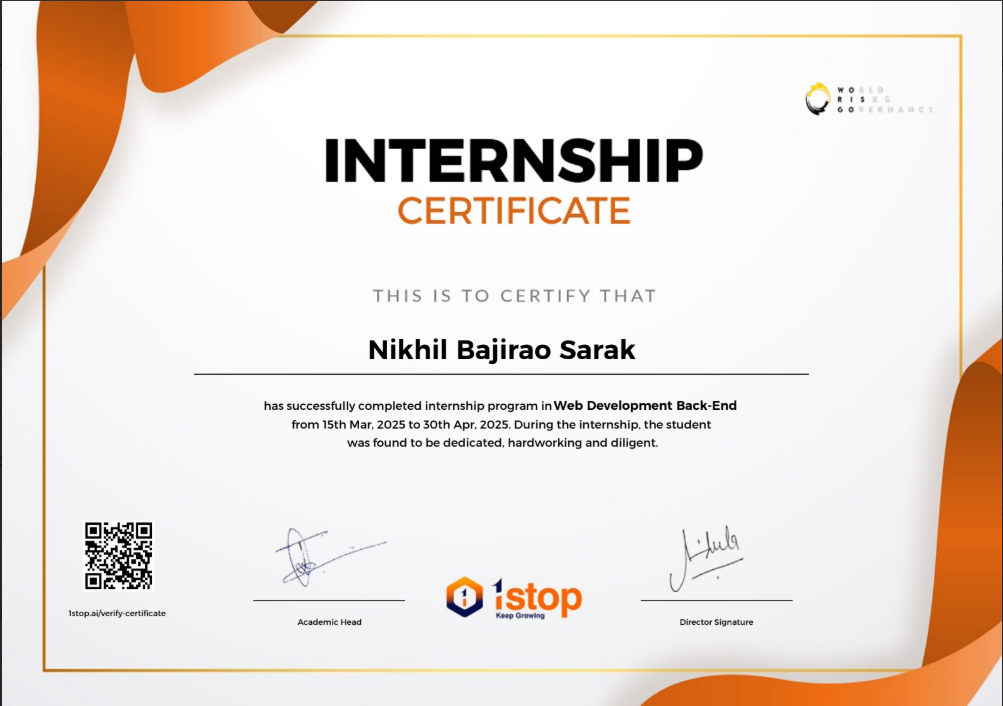 WORLD
RISK &
GOVERNANCE
INTERNSHIP
CERTIFICATE
THIS IS TO CERTIFY THAT
Nikhil Bajirao Sarak
has successfully completed internship program in Web Development Back-End
from 15th Mar, 2025 to 30th Apr, 2025. During the internship, the student
was found to be dedicated, hardworking and diligent.
1stop.ai/verify-certificate
Academic Head
1stop
Keep Growing
Director Signature